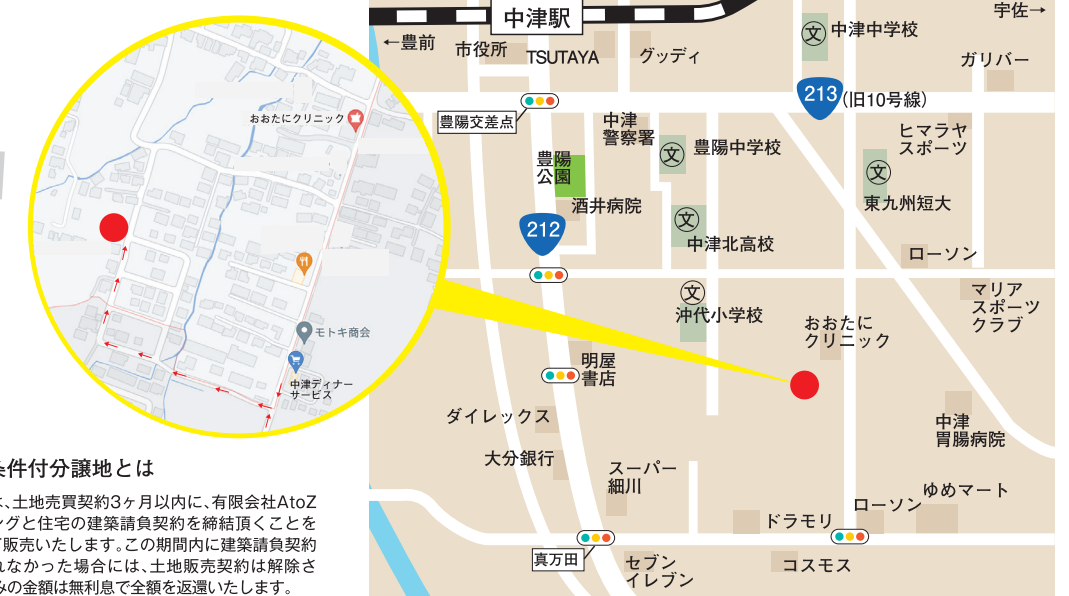 中津駅
宇佐→
←豊前
市役所
TSUTAYA
グッディ
文
中津中学校
ガリバー
213
(旧10号線)
豊陽交差点
中津
警察署
ヒマラヤ
スポーツ
文
豊陽中学校
豊陽
公園
文
東九州短大
酒井病院
212
文
中津北高校
ローソン
文
沖代小学校
マリア
スポーツ
クラブ
おおたに
クリニック
明屋
書店
ダイレックス
中津
胃腸病院
大分銀行
スーパー
細川
ゆめマート
ローソン
ドラモリ
真万田
セブン
イレブン
コスモス
おおたにクリニック
モトキ商会
中津ディナー
サービス
件付分譲地とは
、土地売買契約3ヶ月以内に、有限会社AtoZ
ングと住宅の建築請負契約を締結頂くことを
販売いたします。この期間内に建築請負契約
れなかった場合には、土地販売契約は解除さ
みの金額は無利息で全額を返還いたします。